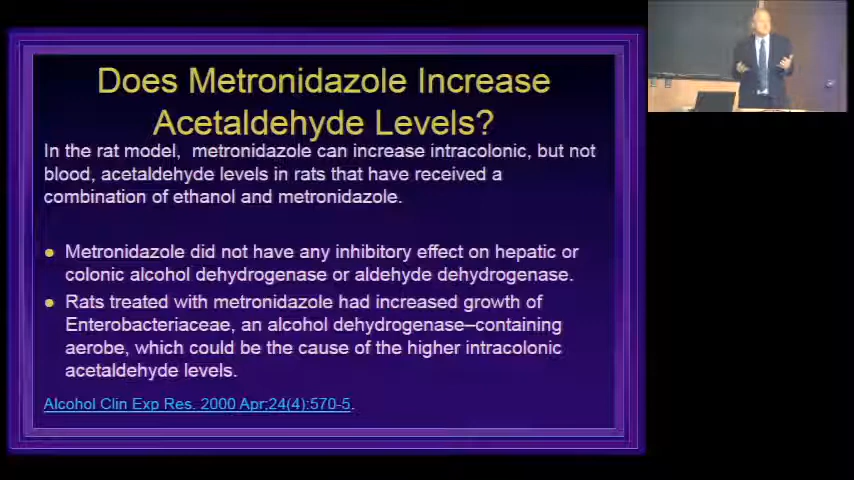 Does Metronidazole Increase
Acetaldehyde Levels?
In the rat model, metronidazole can increase intracolonic, but not
blood, acetaldehyde levels in rats that have received a
combination of ethanol and metronidazole.
Metronidazole did not have any inhibitory effect on hepatic or
colonic alcohol dehydrogenase or aldehyde dehydrogenase.
Rats treated with metronidazole had increased growth of
Enterobacteriaceae, an alcohol dehydrogenase–containing
aerobe, which could be the cause of the higher intracolonic
acetaldehyde levels.
Alcohol Clin Exp Res. 2000 Apr;24(4):570-5.